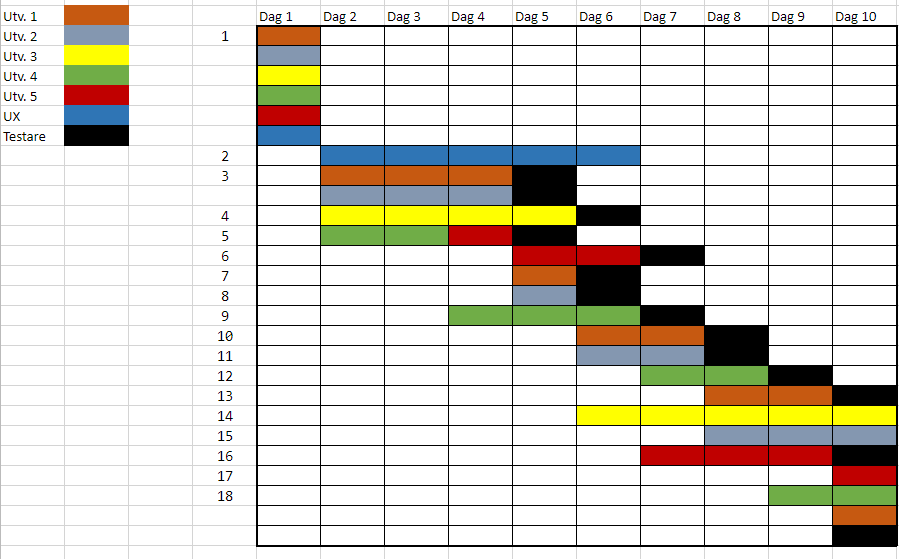 Utv. 1 Dag 1 Dag 2 Dag 3 Dag 4 Dag 5 Dag 6 Dag 7 Dag 8 Dag 9 Dag 10
Utv. 2 1
Utv. 3
Utv. 4
Utv. 5
UX
Testare
2
3
4
5
6
7
8
9
10
11
12
13
14
15
16
17
18